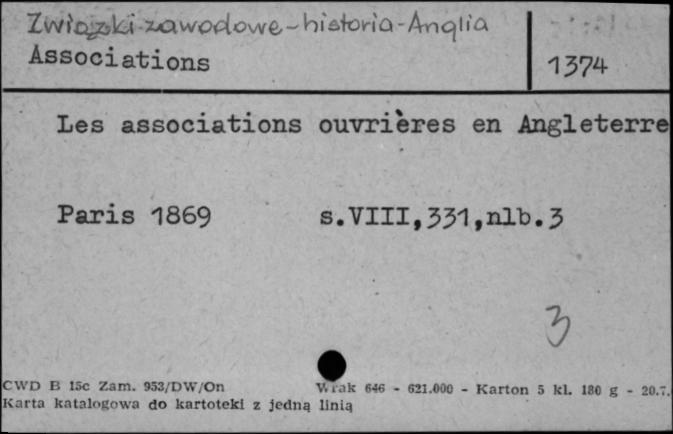 Związki zawodowe - historia - Anglia
Associations
1374
Les associations ouvrières en Angleterre
Paris 1869 s.VIII,331,nlb.3
3
CWD B 15c Zam. 953/DW/On Wrak 646 - 621.000 - Karton 5 kl. 180 g - 20.7.
Karta katalogowa do kartoteki z jedną linią